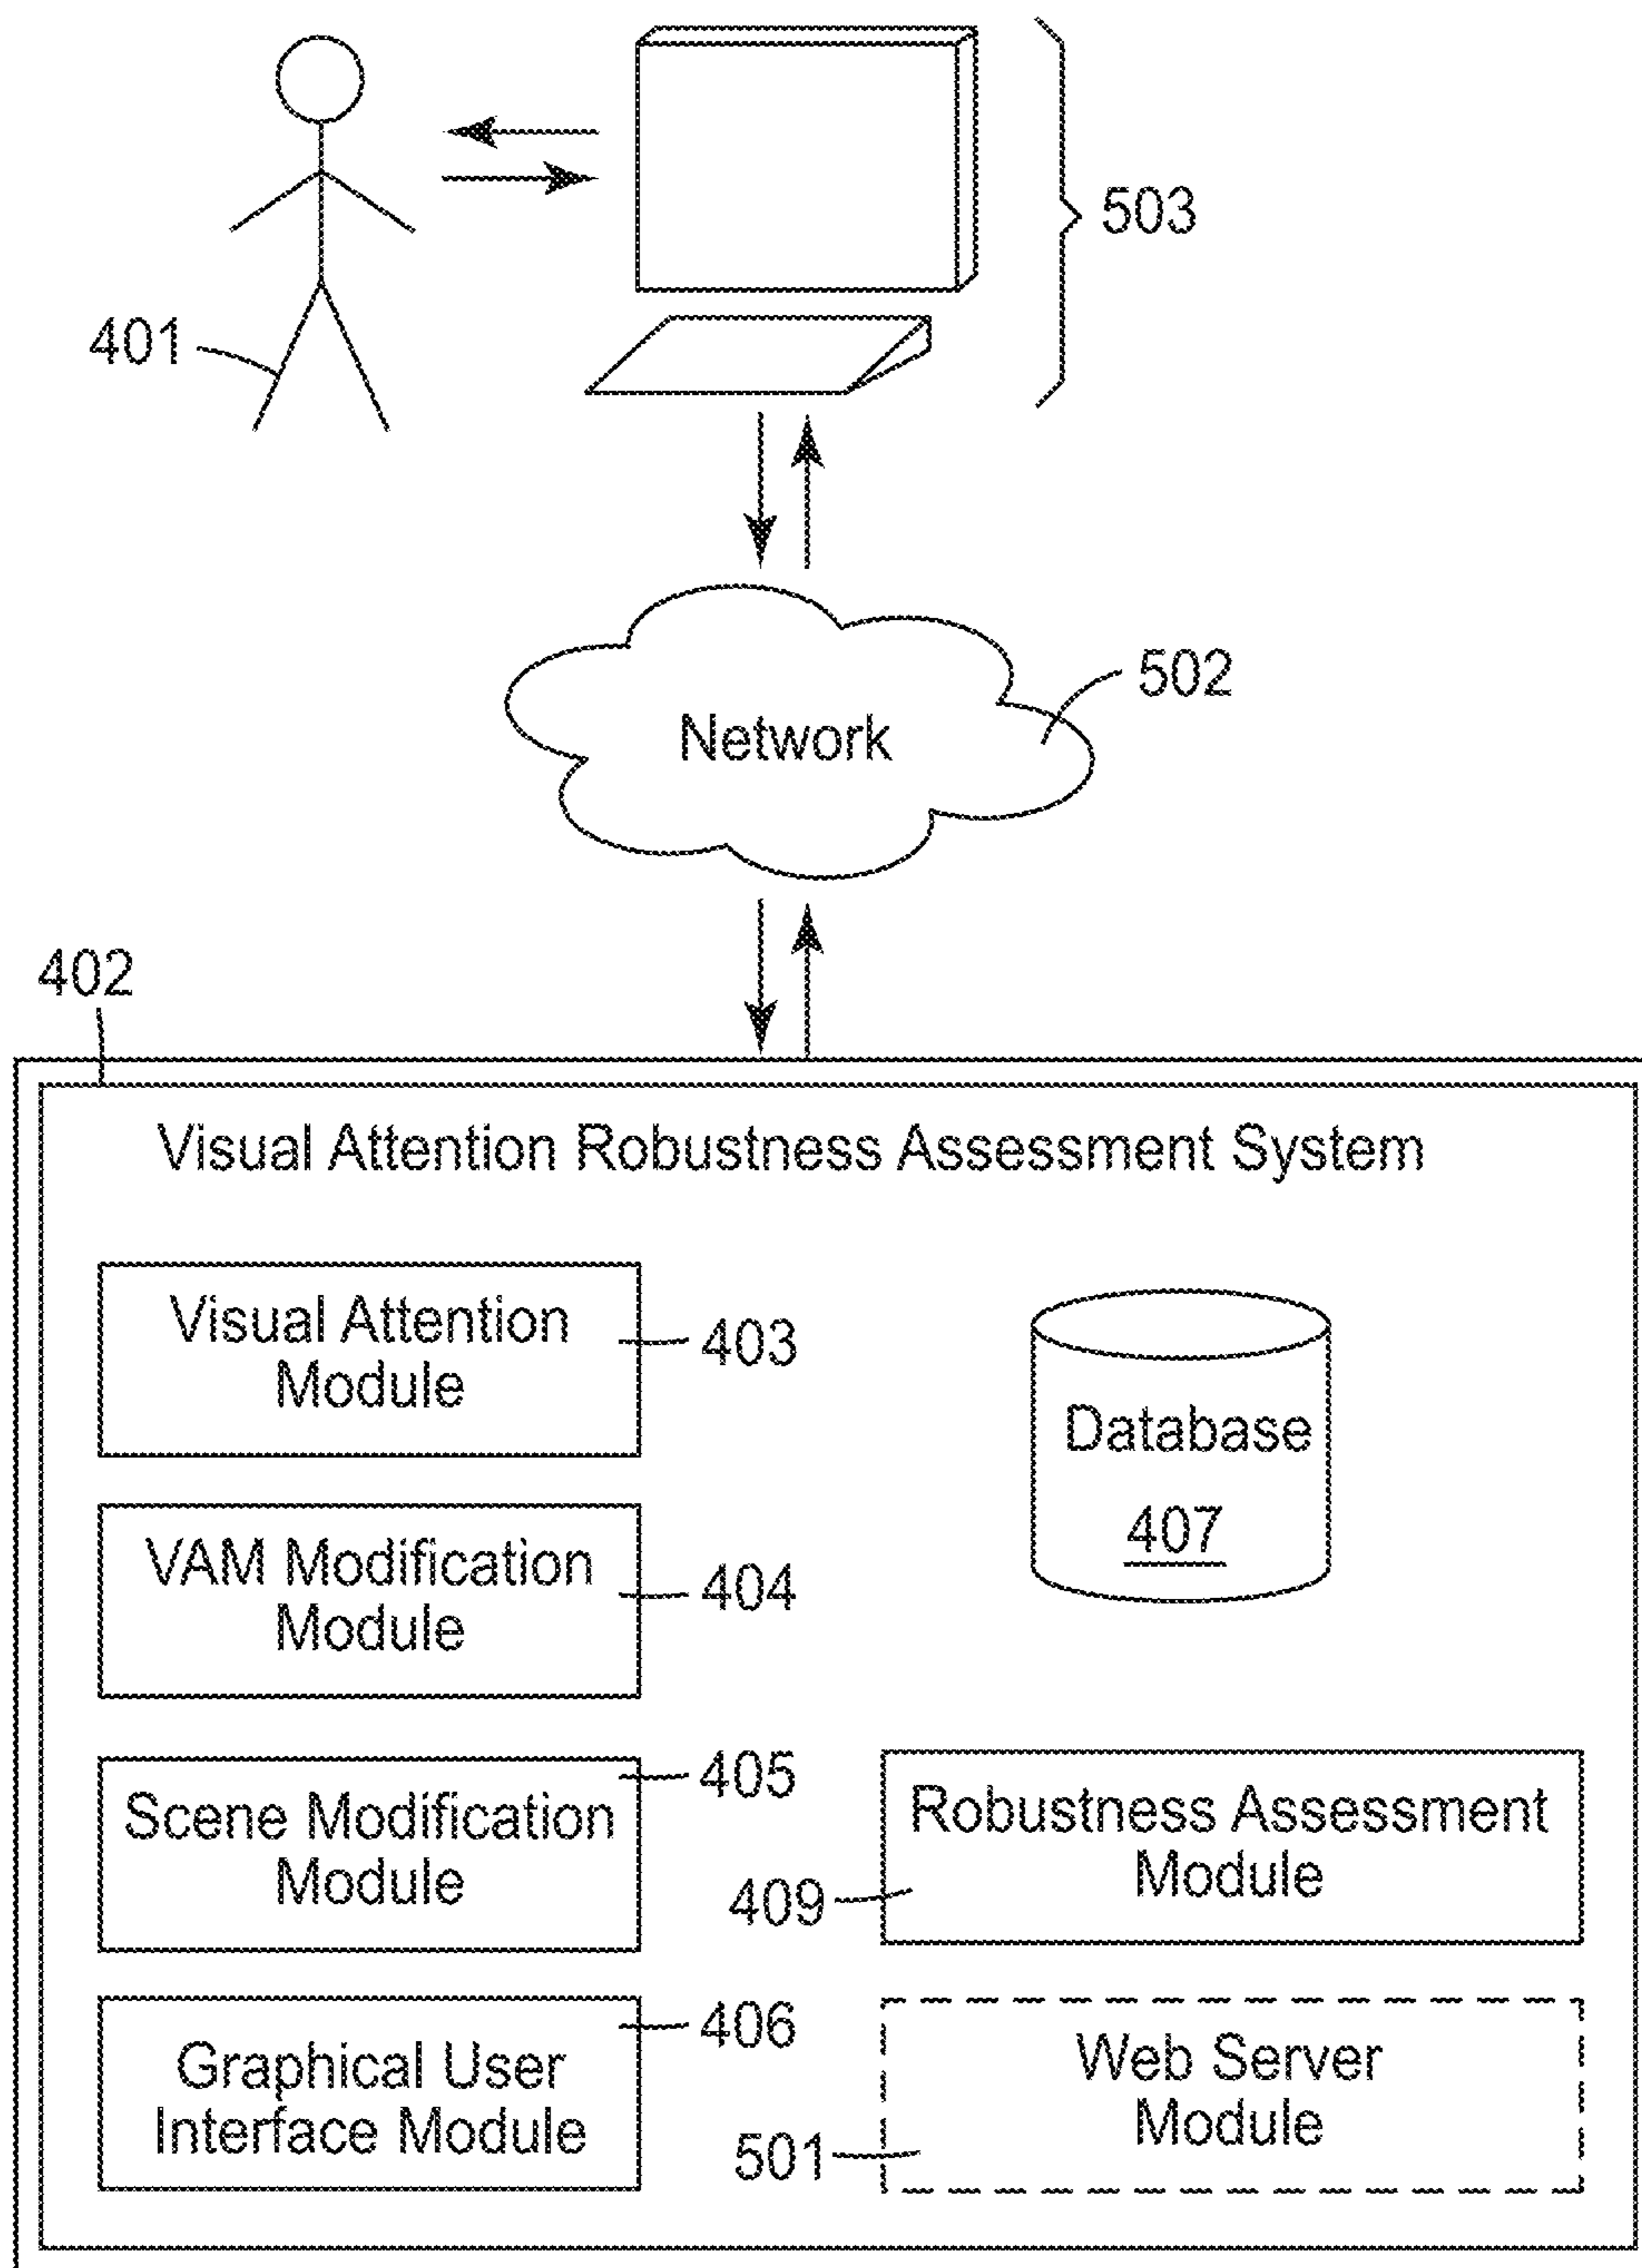 503
401
502
Network
402
Visual Attention Robustness Assessment System
Visual Attention
Module
403
Database
407
VAM Modification
Module
404
Scene Modification
Module
405
Robustness Assessment
Module
409
Graphical User
Interface Module
406
Web Server
Module
501